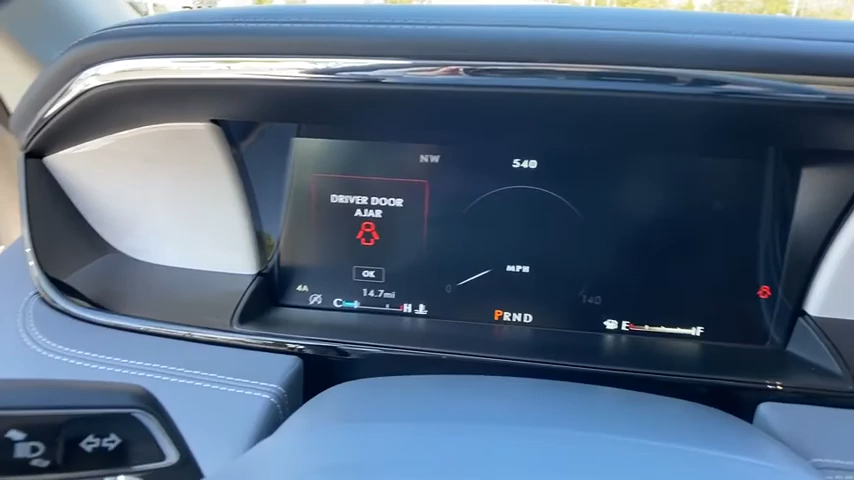 NW
540
DRIVER DOOR
AJAR
OK
4A
14.7mi
C H
0 MPH 140
PRND
E F